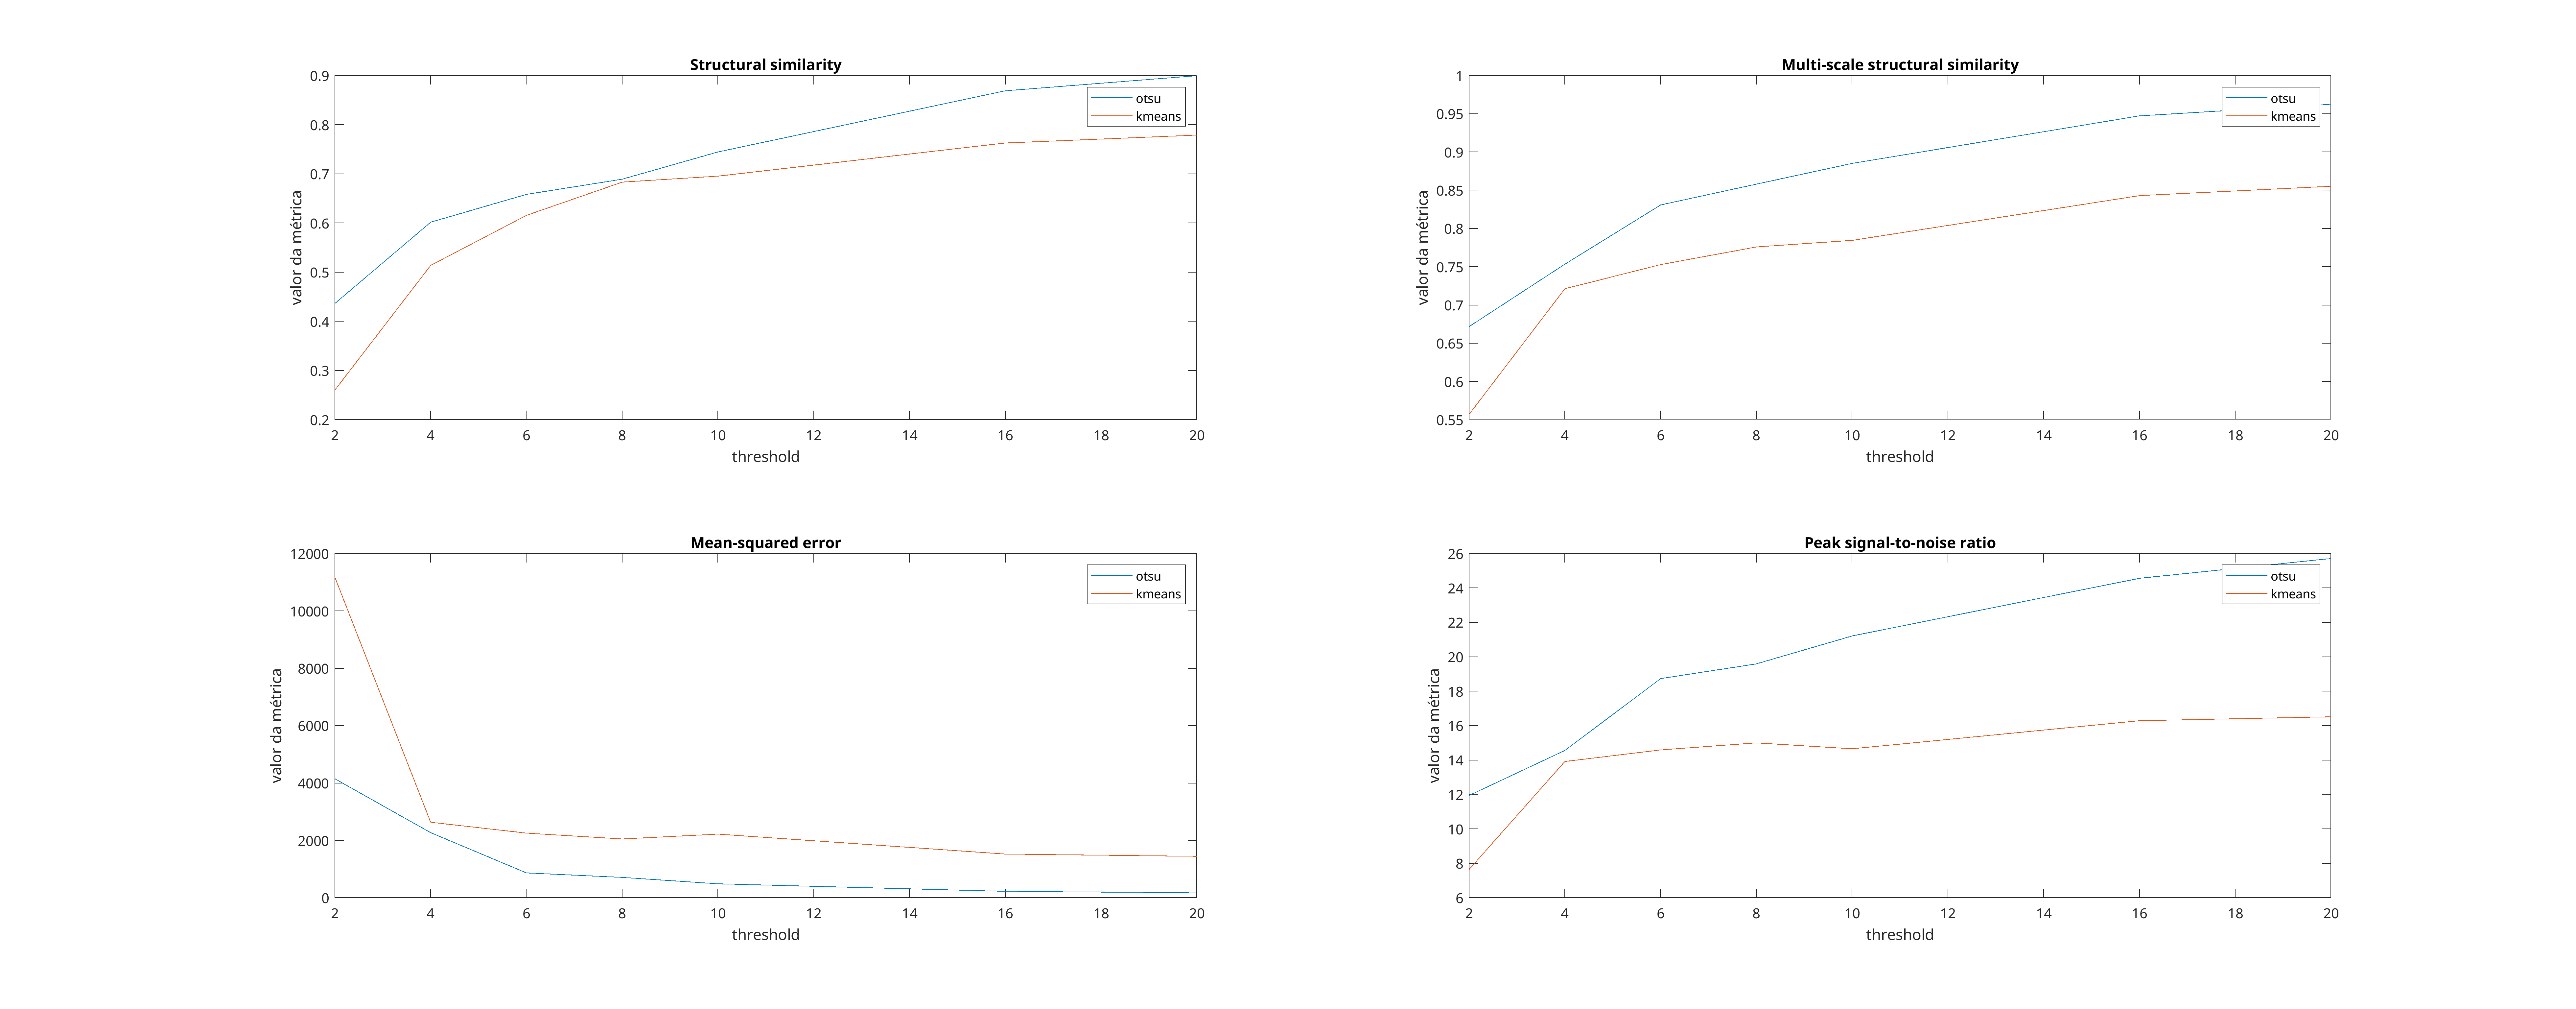 Structural similarity
0.9
0.8
0.7
0.6
0.5
0.4
0.3
0.2
valor da métrica
otsu
kmeans
2 4 6 8 10 12 14 16 18 20
threshold
Multi-scale structural similarity
1
0.95
0.9
0.85
0.8
0.75
0.7
0.65
0.6
0.55
valor da métrica
otsu
kmeans
2 4 6 8 10 12 14 16 18 20
threshold
Mean-squared error
12000
10000
8000
6000
4000
2000
0
valor da métrica
otsu
kmeans
2 4 6 8 10 12 14 16 18 20
threshold
Peak signal-to-noise ratio
26
24
22
20
18
16
14
12
10
8
6
valor da métrica
otsu
kmeans
2 4 6 8 10 12 14 16 18 20
threshold